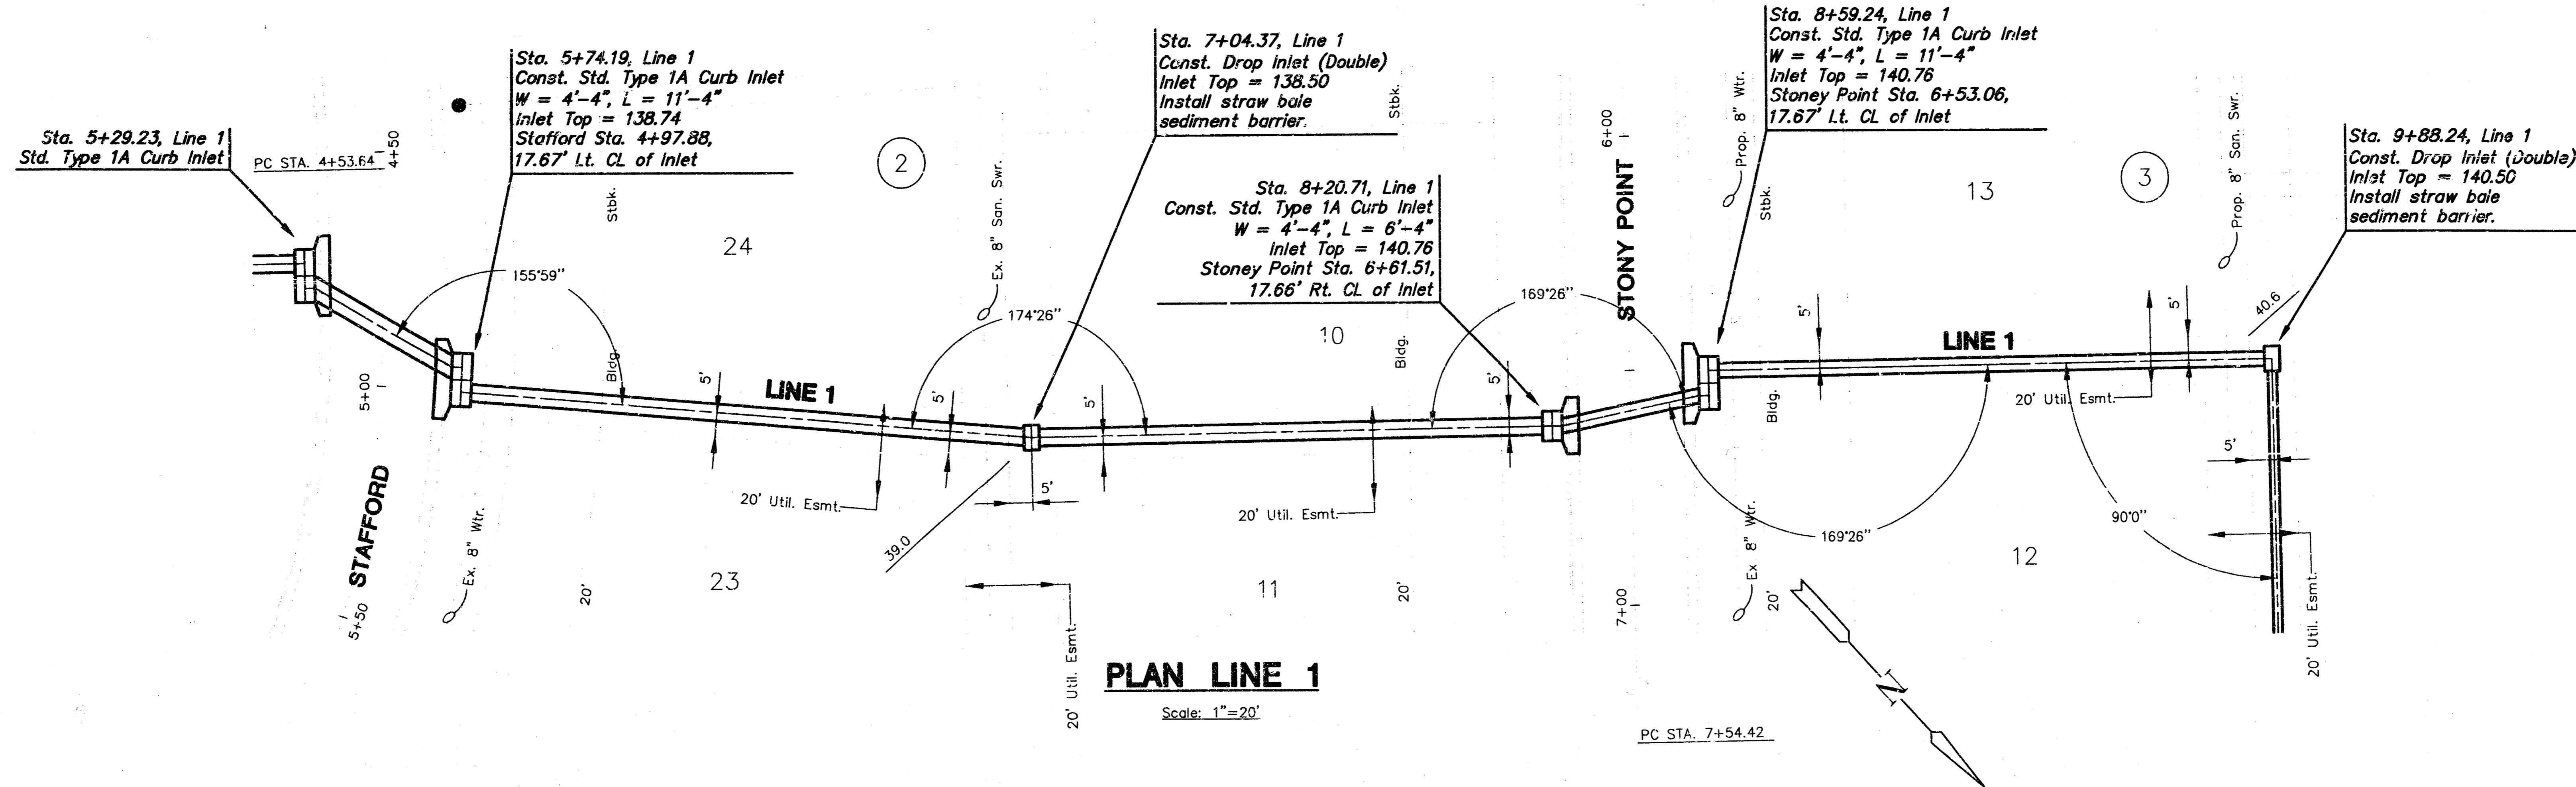 Sta. 5+29.23, Line 1
Std. Type 1A Curb Inlet
PC STA. 4+53.64
4+50
Sta. 5+74.19, Line 1
Const. Std. Type 1A Curb Inlet
W = 4'-4", L = 11'-4"
Inlet Top = 138.74
Stafford Sta. 4+97.88,
17.67' Lt. CL of Inlet
Stbk.
2
24
Ex. 8" San. Swr.
Sta. 7+04.37, Line 1
Const. Drop Inlet (Double)
Inlet Top = 138.50
Install straw bale
sediment barrier.
Stbk.
Sta. 8+20.71, Line 1
Const. Std. Type 1A Curb Inlet
W = 4'-4", L = 6'-4"
Inlet Top = 140.76
Stoney Point Sta. 6+61.51,
17.66' Rt. CL of Inlet
6+00
STONY POINT
Prop. 8" Wtr.
Stbk.
Sta. 8+59.24, Line 1
Const. Std. Type 1A Curb Inlet
W = 4'-4", L = 11'-4"
Inlet Top = 140.76
Stoney Point Sta. 6+53.06,
17.67' Lt. CL of Inlet
13
3
Prop. 8" San. Swr.
Sta. 9+88.24, Line 1
Const. Drop Inlet (Double)
Inlet Top = 140.50
Install straw bale
sediment barrier.
155°59"
174°26"
10
Bldg.
169°26"
5'
LINE 1
5'
40.6
5+00
Bldg.
5'
LINE 1
5'
5'
5'
Bldg.
20' Util. Esmt.
STAFFORD
5+50
Ex. 8" Wtr.
20'
23
20' Util. Esmt.
39.0
5'
20' Util. Esmt.
11
20' Util. Esmt.
20'
7+00
Ex 8" Wtr.
20'
169°26"
12
90°0"
5'
20' Util. Esmt.
PLAN LINE 1
Scale: 1"=20'
PC STA. 7+54.42
N